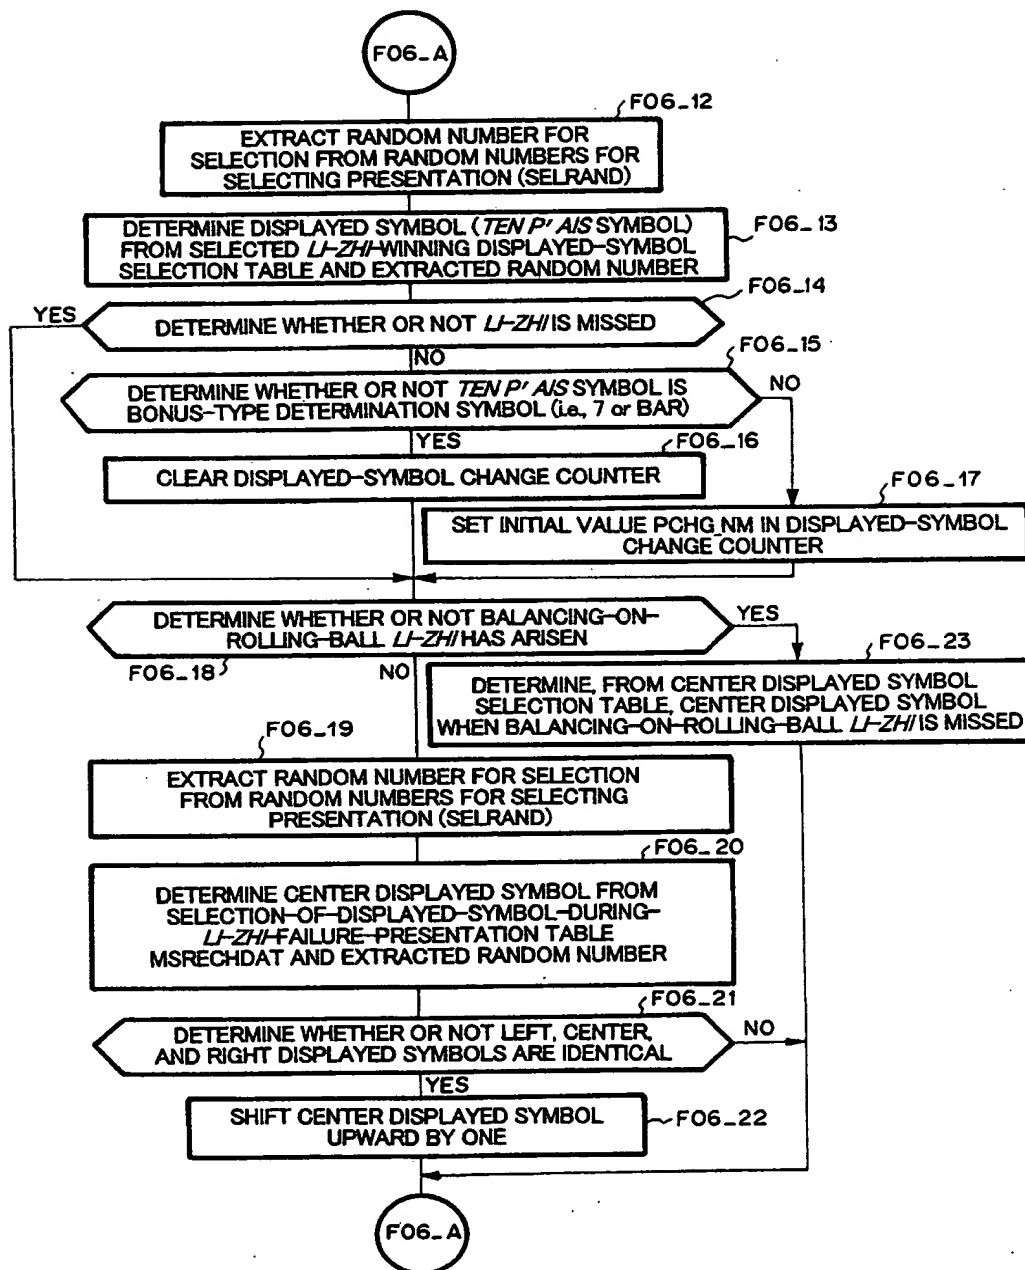 F06_A
F06_12
EXTRACT RANDOM NUMBER FOR
SELECTION FROM RANDOM NUMBERS FOR
SELECTING PRESENTATION (SELRAND)
F06_13
DETERMINE DISPLAYED SYMBOL (TEN P' AIS SYMBOL)
FROM SELECTED LI-ZHI-WINNING DISPLAYED-SYMBOL
SELECTION TABLE AND EXTRACTED RANDOM NUMBER
F06_14
YES
DETERMINE WHETHER OR NOT LI-ZHI IS MISSED
NO
F06_15
DETERMINE WHETHER OR NOT TEN P' AIS SYMBOL IS
BONUS-TYPE DETERMINATION SYMBOL (i.e., 7 or BAR)
NO
YES
F06_16
CLEAR DISPLAYED-SYMBOL CHANGE COUNTER
F06_17
SET INITIAL VALUE PCHG_NM IN DISPLAYED-SYMBOL
CHANGE COUNTER
DETERMINE WHETHER OR NOT BALANCING-ON-
ROLLING-BALL LI-ZHI HAS ARISEN
YES
F06_18
NO
F06_23
DETERMINE, FROM CENTER DISPLAYED SYMBOL
SELECTION TABLE, CENTER DISPLAYED SYMBOL
WHEN BALANCING-ON-ROLLING-BALL LI-ZHI IS MISSED
F06_19
EXTRACT RANDOM NUMBER FOR SELECTION
FROM RANDOM NUMBERS FOR SELECTING
PRESENTATION (SELRAND)
F06_20
DETERMINE CENTER DISPLAYED SYMBOL FROM
SELECTION-OF-DISPLAYED-SYMBOL-DURING-
LI-ZHI-FAILURE-PRESENTATION TABLE
MSRECHDAT AND EXTRACTED RANDOM NUMBER
F06_21
DETERMINE WHETHER OR NOT LEFT, CENTER,
AND RIGHT DISPLAYED SYMBOLS ARE IDENTICAL
NO
YES
SHIFT CENTER DISPLAYED SYMBOL
UPWARD BY ONE
F06_22
F06_A